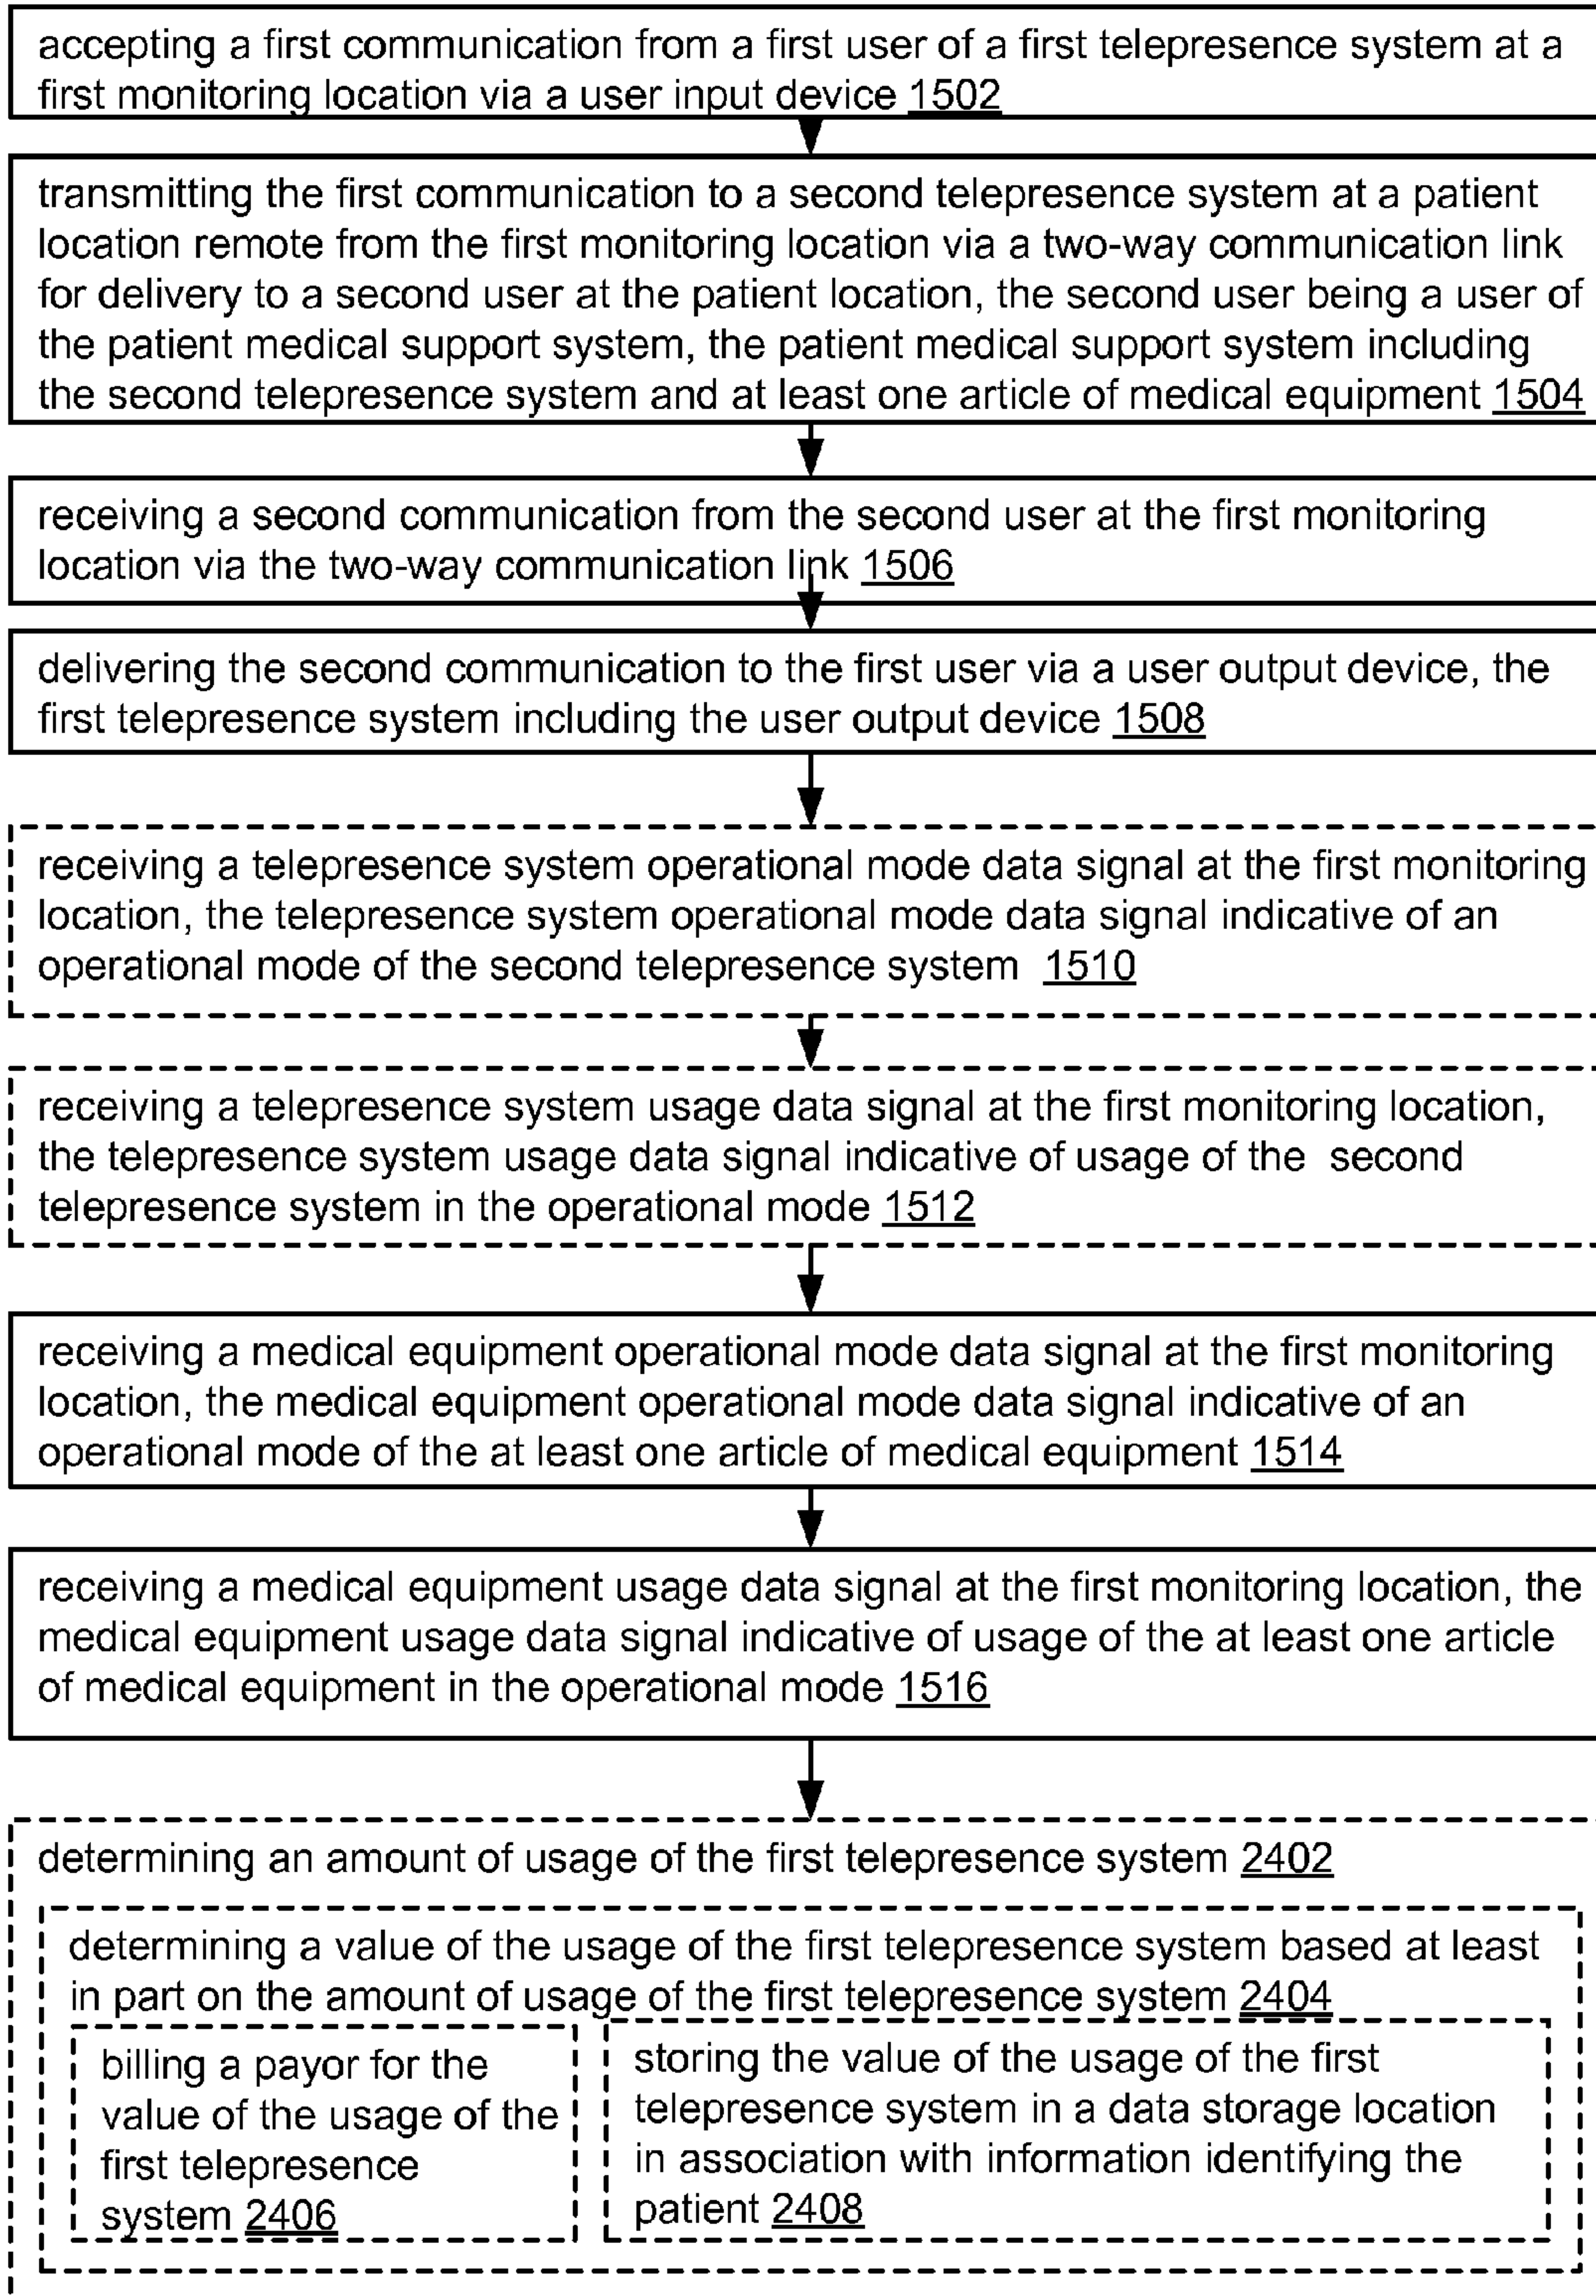 accepting a first communication from a first user of a first telepresence system at a
first monitoring location via a user input device 1502
transmitting the first communication to a second telepresence system at a patient
location remote from the first monitoring location via a two-way communication link
for delivery to a second user at the patient location, the second user being a user of
the patient medical support system, the patient medical support system including
the second telepresence system and at least one article of medical equipment 1504
receiving a second communication from the second user at the first monitoring
location via the two-way communication link 1506
delivering the second communication to the first user via a user output device, the
first telepresence system including the user output device 1508
receiving a telepresence system operational mode data signal at the first monitoring
location, the telepresence system operational mode data signal indicative of an
operational mode of the second telepresence system 1510
receiving a telepresence system usage data signal at the first monitoring location,
the telepresence system usage data signal indicative of usage of the second
telepresence system in the operational mode 1512
receiving a medical equipment operational mode data signal at the first monitoring
location, the medical equipment operational mode data signal indicative of an
operational mode of the at least one article of medical equipment 1514
receiving a medical equipment usage data signal at the first monitoring location, the
medical equipment usage data signal indicative of usage of the at least one article
of medical equipment in the operational mode 1516
determining an amount of usage of the first telepresence system 2402
determining a value of the usage of the first telepresence system based at least
in part on the amount of usage of the first telepresence system 2404
billing a payor for the
value of the usage of the
first telepresence
system 2406
storing the value of the usage of the first
telepresence system in a data storage location
in association with information identifying the
patient 2408